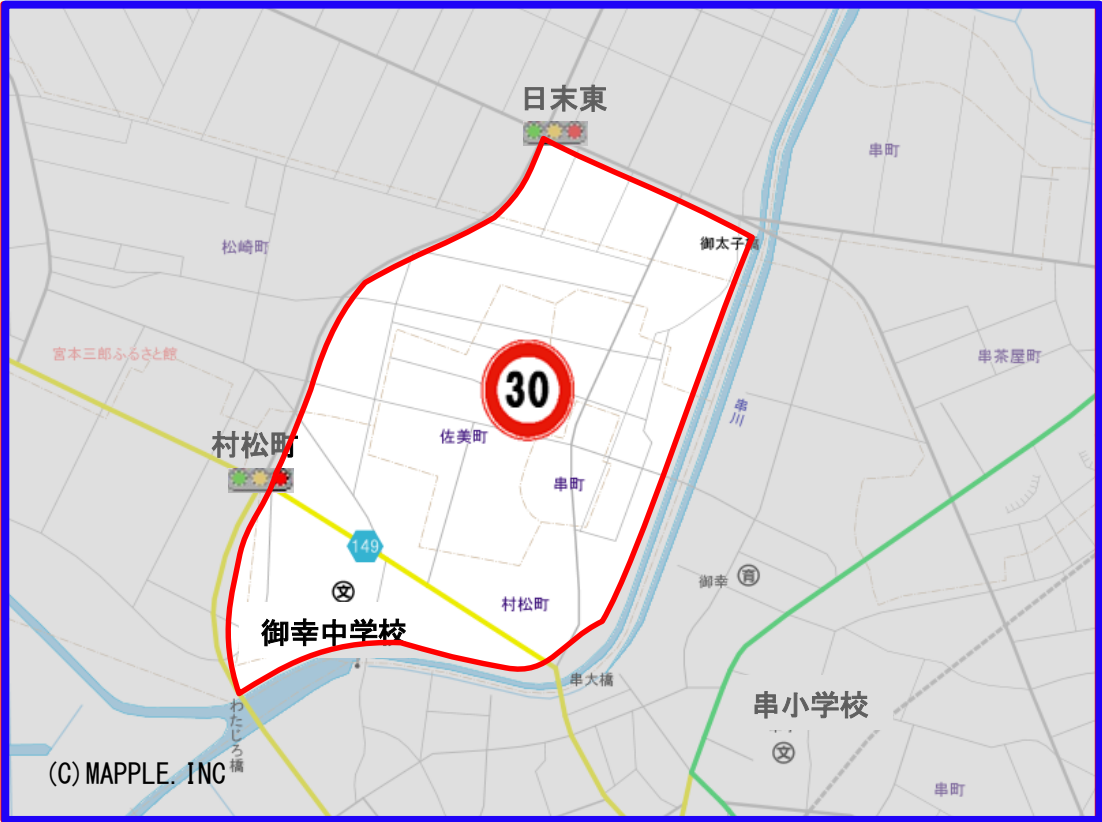 日末東
串町
御太子橋
松崎町
宮本三郎ふるさと館
串茶屋町
30
串川
村松町
佐美町
串町
149
文
御幸 育
村松町
御幸中学校
串大橋
串小学校
わたじろ橋
文
(C)MAPPLE.INC
串町